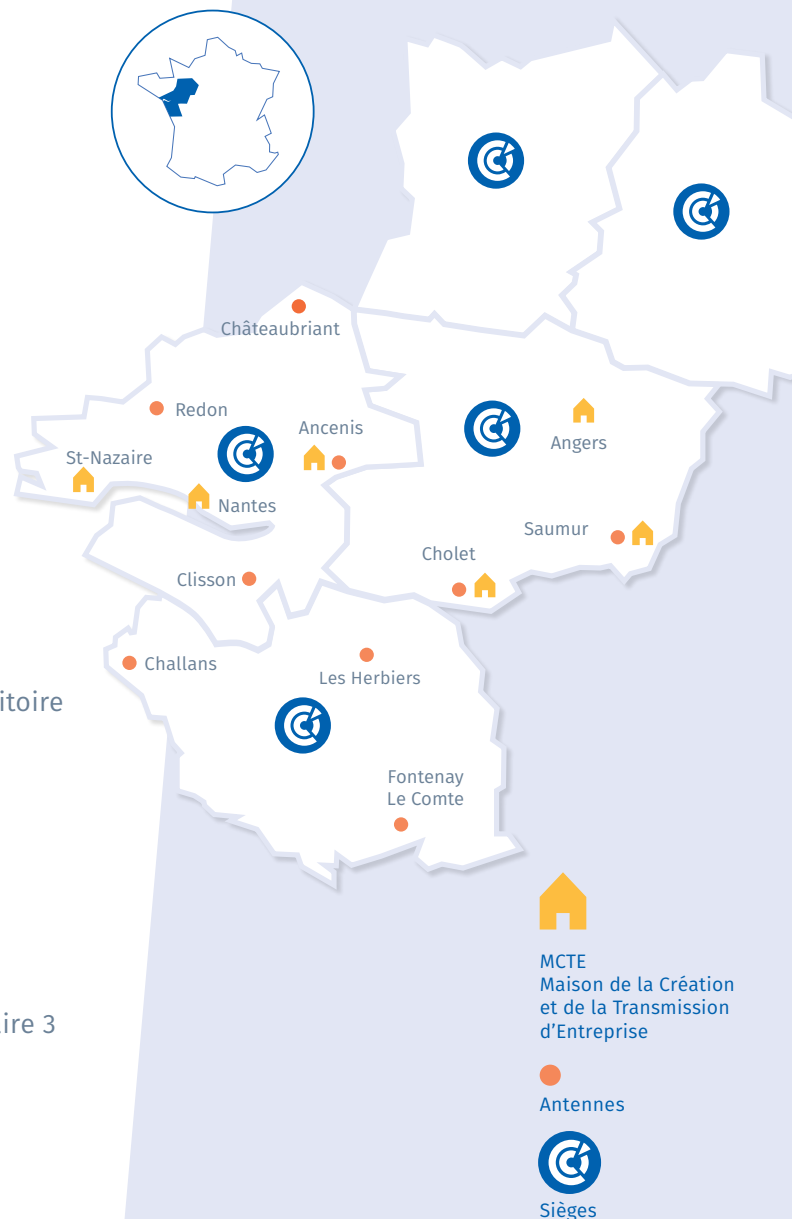 Châteaubriant
Redon
Ancenis
St-Nazaire
Angers
Nantes
Saumur
Cholet
Clisson
Challans
Les Herbiers
itoire
Fontenay
Le Comte
MCTE
Maison de la Création
et de la Transmission
d'Entreprise
ire 3
Antennes
Sièges